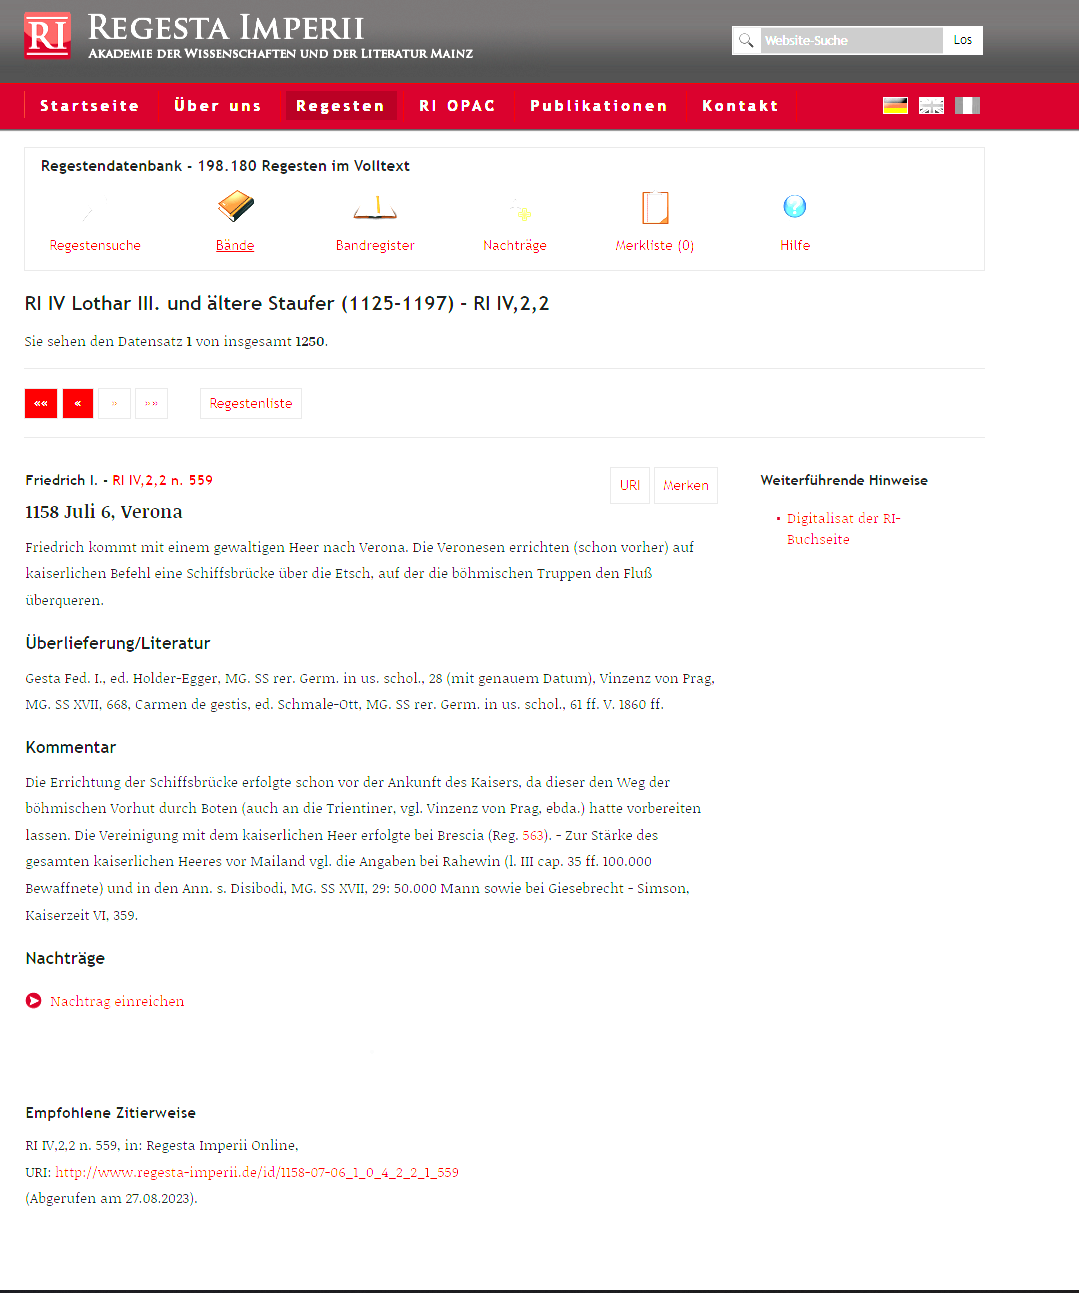 RI REGESTA IMPERII
AKADEMIE DER WISSENSCHAFTEN UND DER LITERATUR MAINZ
Website-Suche Los
Startseite Über uns Regesten RI OPAC Publikationen Kontakt
Regestendatenbank - 198.180 Regesten im Volltext
Regestensuche Bände Bandregister Nachträge Merkliste (0) Hilfe
RI IV Lothar III. und ältere Staufer (1125-1197) - RI IV,2,2
Sie sehen den Datensatz 1 von insgesamt 1250.
«« « » »» Regestenliste
Friedrich I. - RI IV,2,2 n. 559
URI Merken
1158 Juli 6, Verona
Friedrich kommt mit einem gewaltigen Heer nach Verona. Die Veronesen errichten (schon vorher) auf
kaiserlichen Befehl eine Schiffsbrücke über die Etsch, auf der die böhmischen Truppen den Fluß
überqueren.
Überlieferung/Literatur
Gesta Fed. I., ed. Holder-Egger, MG. SS rer. Germ. in us. schol., 28 (mit genauem Datum), Vinzenz von Prag,
MG. SS XVII, 668, Carmen de gestis, ed. Schmale-Ott, MG. SS rer. Germ. in us. schol., 61 ff. V. 1860 ff.
Kommentar
Die Errichtung der Schiffsbrücke erfolgte schon vor der Ankunft des Kaisers, da dieser den Weg der
böhmischen Vorhut durch Boten (auch an die Trientiner, vgl. Vinzenz von Prag, ebda.) hatte vorbereiten
lassen. Die Vereinigung mit dem kaiserlichen Heer erfolgte bei Brescia (Reg. 563). – Zur Stärke des
gesamten kaiserlichen Heeres vor Mailand vgl. die Angaben bei Rahewin (l. III cap. 35 ff. 100.000
Bewaffnete) und in den Ann. s. Disibodi, MG. SS XVII, 29: 50.000 Mann sowie bei Giesebrecht – Simson,
Kaiserzeit VI, 359.
Nachträge
Nachtrag einreichen
Empfohlene Zitierweise
RI IV,2,2 n. 559, in: Regesta Imperii Online,
URI: http://www.regesta-imperii.de/id/1158-07-06_1_0_4_2_2_1_559
(Abgerufen am 27.08.2023).
Weiterführende Hinweise
• Digitalisat der RI-
Buchseite